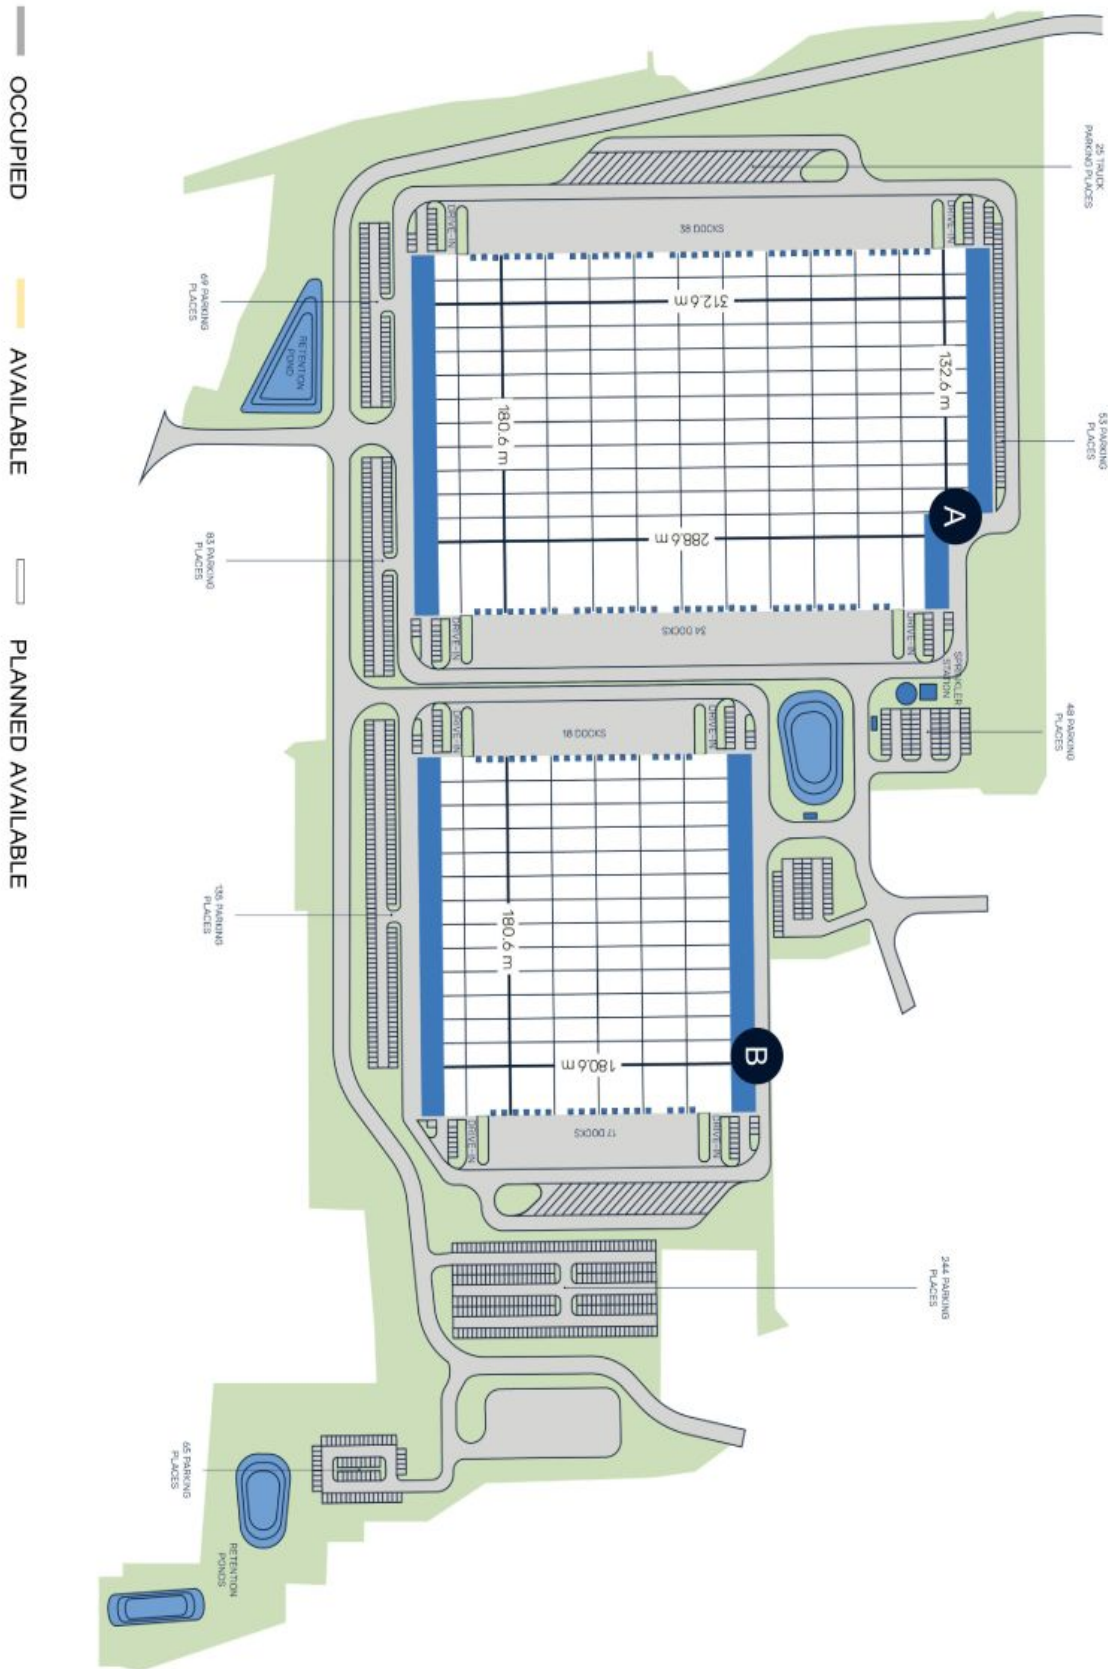 OCCUPIED
AVAILABLE
PLANNED AVAILABLE
25 TRUCK
PARKING PLACES
53 PARKING
PLACES
48 PARKING
PLACES
244 PARKING
PLACES
DRIVE-IN
38 DOCKS
DRIVE-IN
312.6 m
132.6 m
180.6 m
288.6 m
A
DRIVE-IN
34 DOCKS
DRIVE-IN
SPRINKLER
STATION
69 PARKING
PLACES
RETENTION
POND
83 PARKING
PLACES
DRIVE-IN
18 DOCKS
DRIVE-IN
180.6 m
180.6 m
B
135 PARKING
PLACES
DRIVE-IN
17 DOCKS
DRIVE-IN
65 PARKING
PLACES
RETENTION
PONDS